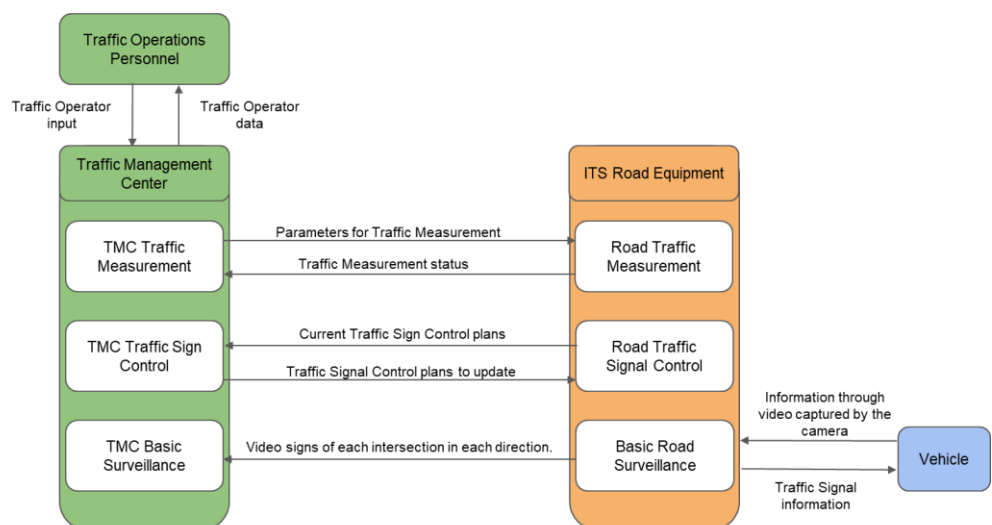 Traffic Operations
Personnel
Traffic Operator
input
Traffic Operator
data
Traffic Management
Center
ITS Road Equipment
TMC Traffic
Measurement
Parameters for Traffic Measurement
Traffic Measurement status
Road Traffic
Measurement
TMC Traffic Sign
Control
Current Traffic Sign Control plans
Traffic Signal Control plans to update
Road Traffic
Signal Control
TMC Basic
Surveillance
Video signs of each intersection in each direction.
Basic Road
Surveillance
Information through
video captured by the
camera
Vehicle
Traffic Signal
information